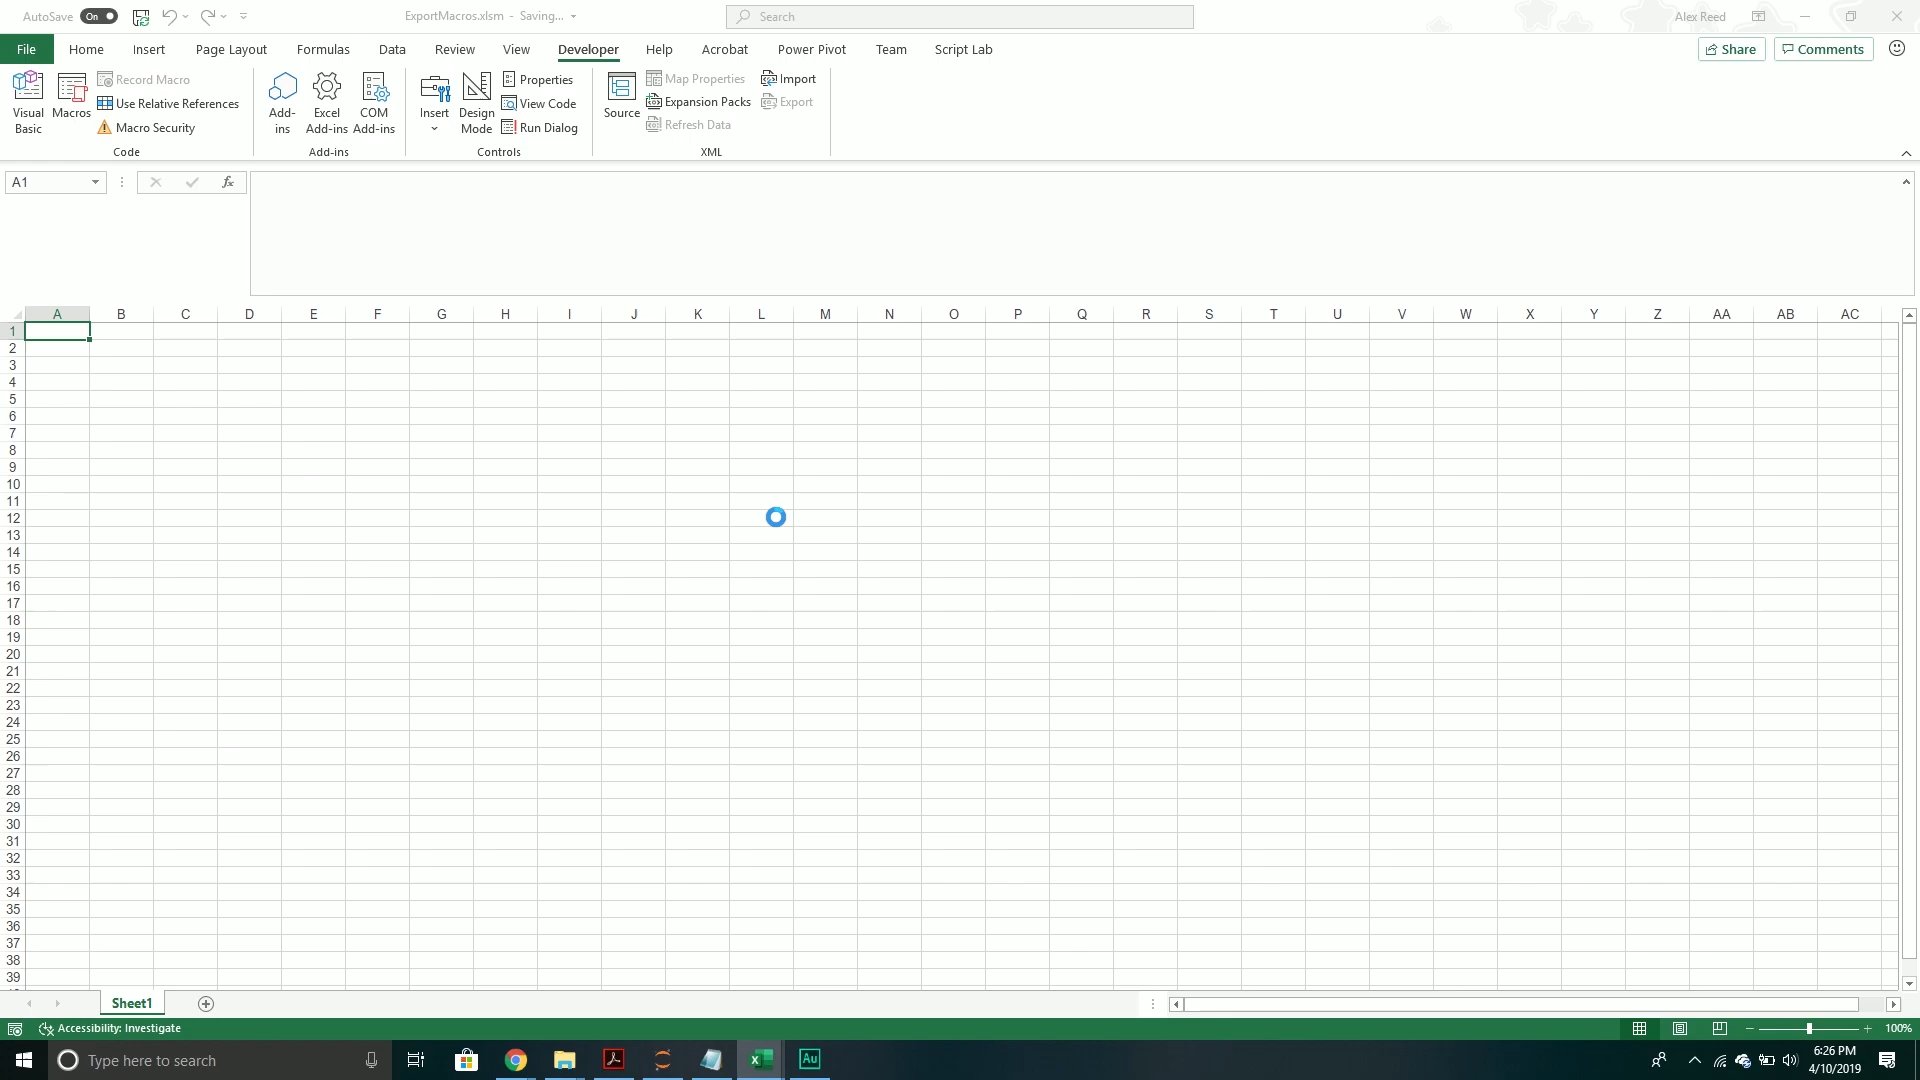 AutoSave On ExportMacros.xlsm - Saving... Search Alex Reed
File Home Insert Page Layout Formulas Data Review View Developer Help Acrobat Power Pivot Team Script Lab Share Comments
Visual Basic
Macros
Record Macro
Use Relative References
Macro Security
Code
Add-ins
Excel Add-ins
COM Add-ins
Add-ins
Insert
Design Mode
Properties
View Code
Run Dialog
Controls
Source
Map Properties
Expansion Packs
Refresh Data
Import
Export
XML
A1 fx
A B C D E F G H I J K L M N O P Q R S T U V W X Y Z AA AB AC
1
2
3
4
5
6
7
8
9
10
11
12
13
14
15
16
17
18
19
20
21
22
23
24
25
26
27
28
29
30
31
32
33
34
35
36
37
38
39
Sheet1
Accessibility: Investigate 100%
Type here to search Au 6:26 PM
4/10/2019